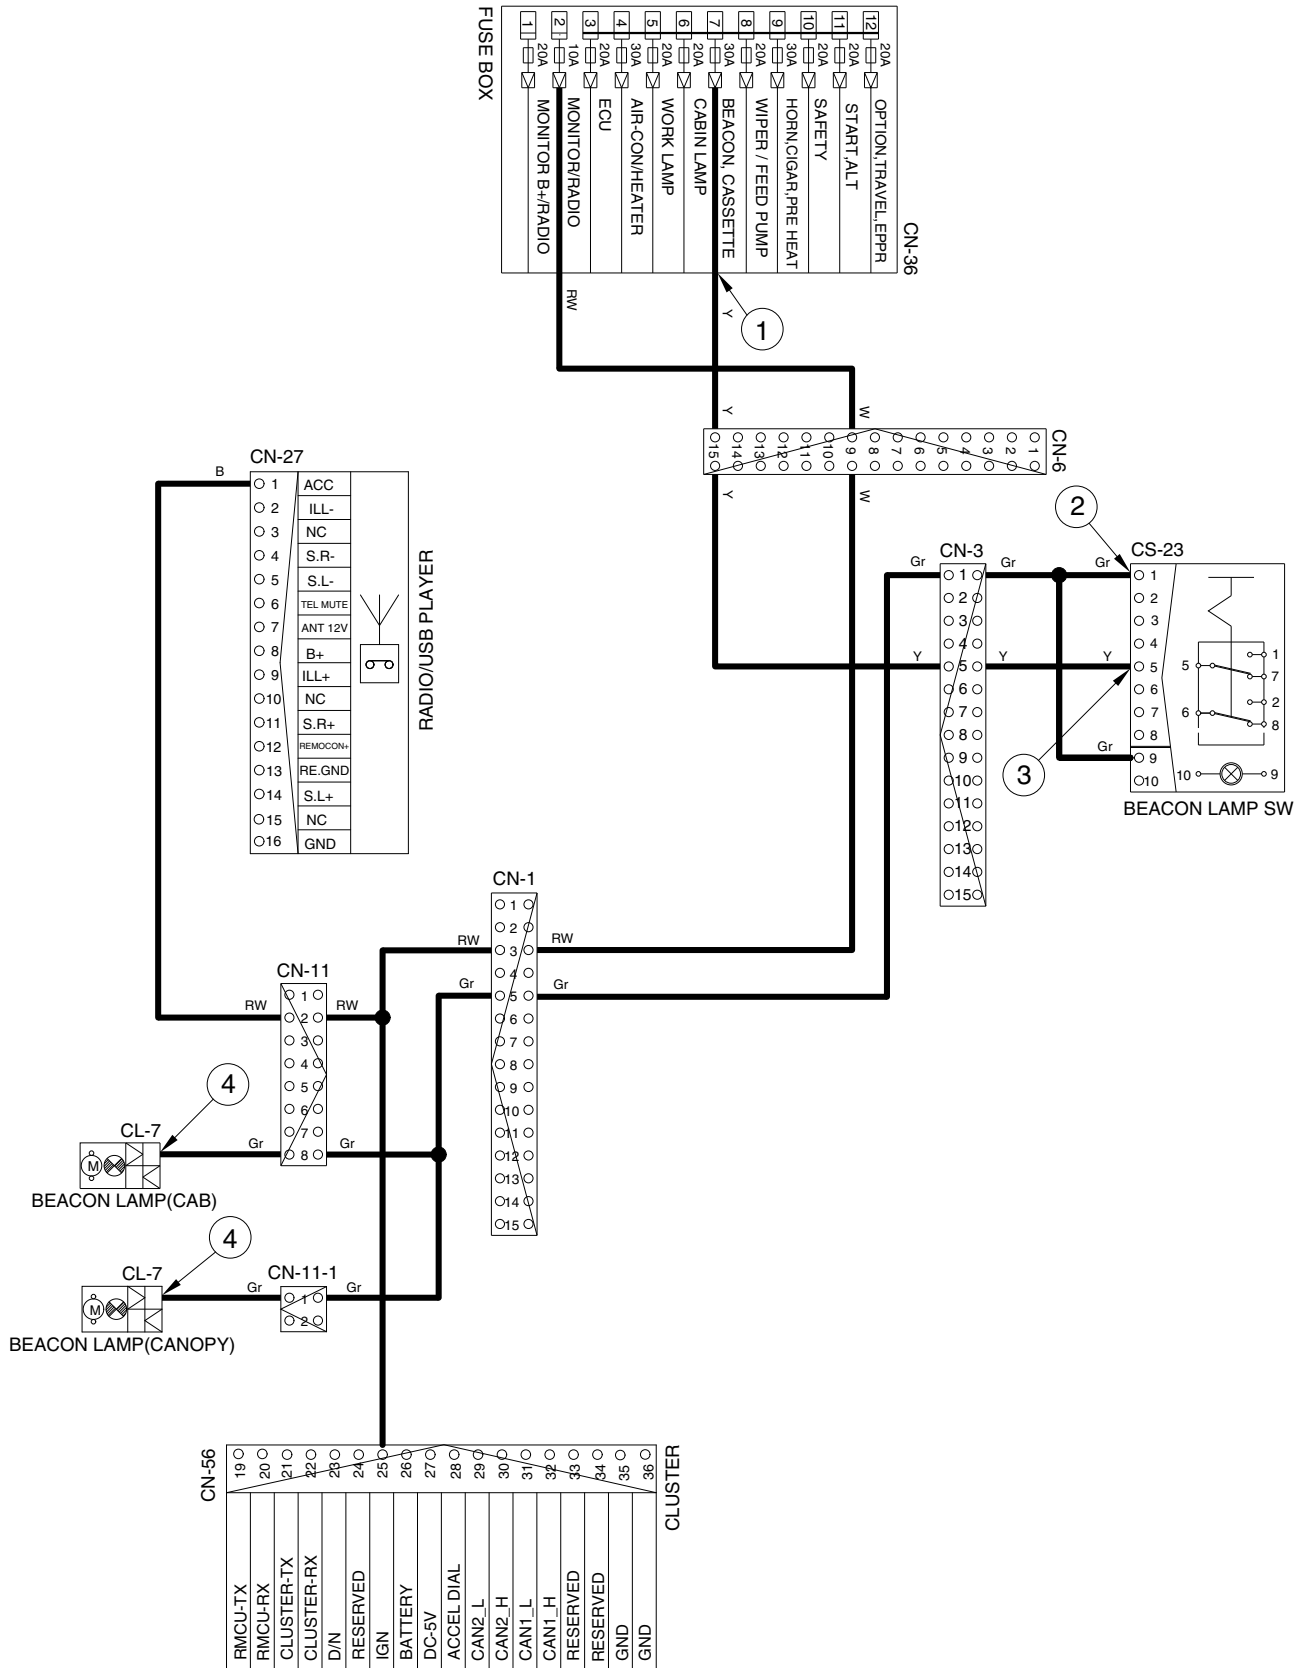 FUSE BOX
CN-36
1 20A MONITOR B+/RADIO
2 10A MONITOR/RADIO
3 20A ECU
4 30A AIR-CON/HEATER
5 20A WORK LAMP
6 20A CABIN LAMP
7 30A BEACON, CASSETTE
8 20A WIPER / FEED PUMP
9 30A HORN,CIGAR,PRE HEAT
10 20A SAFETY
11 20A START,ALT
12 20A OPTION,TRAVEL,EPPR
RW
Y
1
Y
W
CN-6
15 14 13 12 11 10 9 8 7 6 5 4 3 2 1
Y
W
CN-27
B
1 ACC
2 ILL-
3 NC
4 S.R-
5 S.L-
6 TEL MUTE
7 ANT 12V
8 B+
9 ILL+
10 NC
11 S.R+
12 REMOCON+
13 RE.GND
14 S.L+
15 NC
16 GND
RADIO/USB PLAYER
2
CN-3
CS-23
Gr
Gr
Gr
Y
Y
Y
Gr
1
2
3
4
5
6
7
8
9
10
11
12
13
14
15
1
2
3
4
5
6
7
8
9
10
1
5
7
2
6
8
10
9
3
BEACON LAMP SW
CN-1
1
2
3
4
5
6
7
8
9
10
11
12
13
14
15
RW
RW
Gr
Gr
CN-11
RW
RW
1
2
3
4
5
6
7
8
4
CL-7
Gr
Gr
M
BEACON LAMP(CAB)
4
CL-7
CN-11-1
Gr
Gr
1
2
M
BEACON LAMP(CANOPY)
CN-56
CLUSTER
19 RMCU-TX
20 RMCU-RX
21 CLUSTER-TX
22 CLUSTER-RX
23 D/N
24 RESERVED
25 IGN
26 BATTERY
27 DC-5V
28 ACCEL DIAL
29 CAN2_L
30 CAN2_H
31 CAN1_L
32 CAN1_H
33 RESERVED
34 RESERVED
35 GND
36 GND